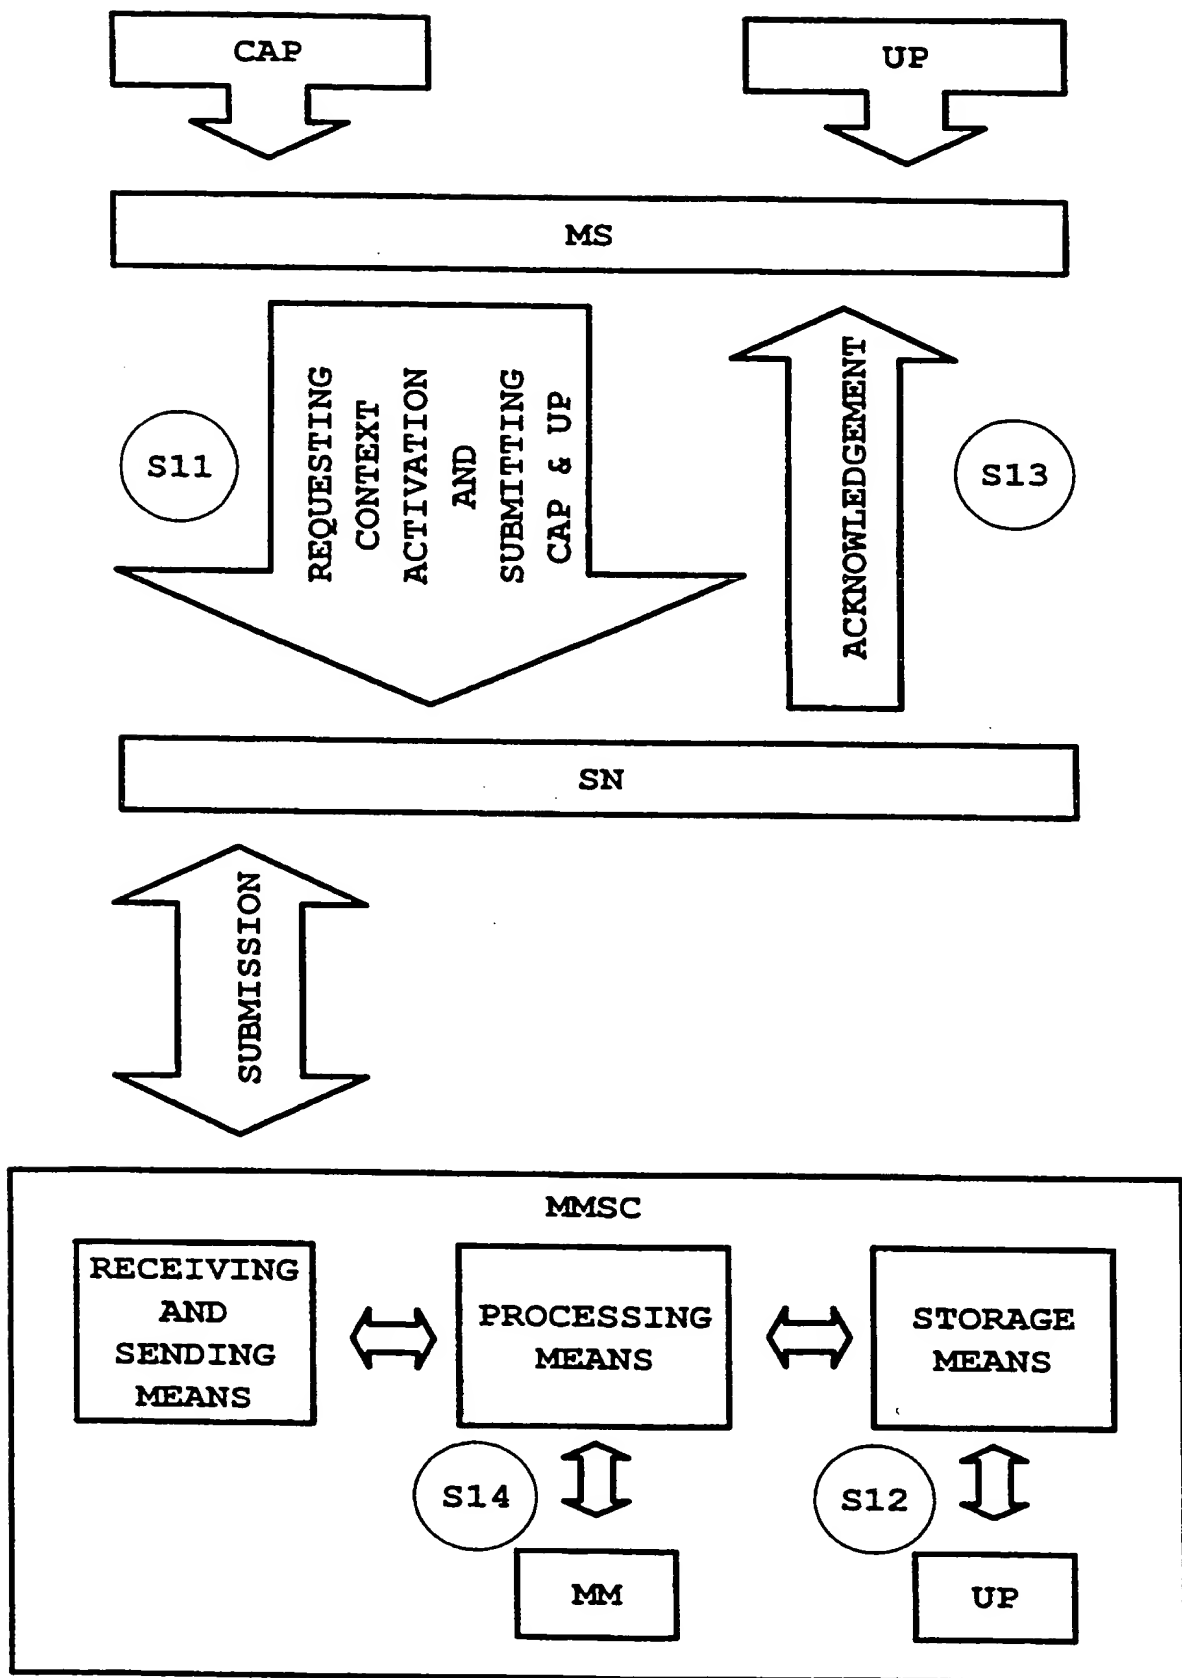 CAP
UP
MS
S11
REQUESTING
CONTEXT
ACTIVATION
AND
SUBMITTING
CAP & UP
ACKNOWLEDGEMENT
S13
SN
SUBMISSION
MMSC
RECEIVING
AND
SENDING
MEANS
PROCESSING
MEANS
STORAGE
MEANS
S14
S12
MM
UP